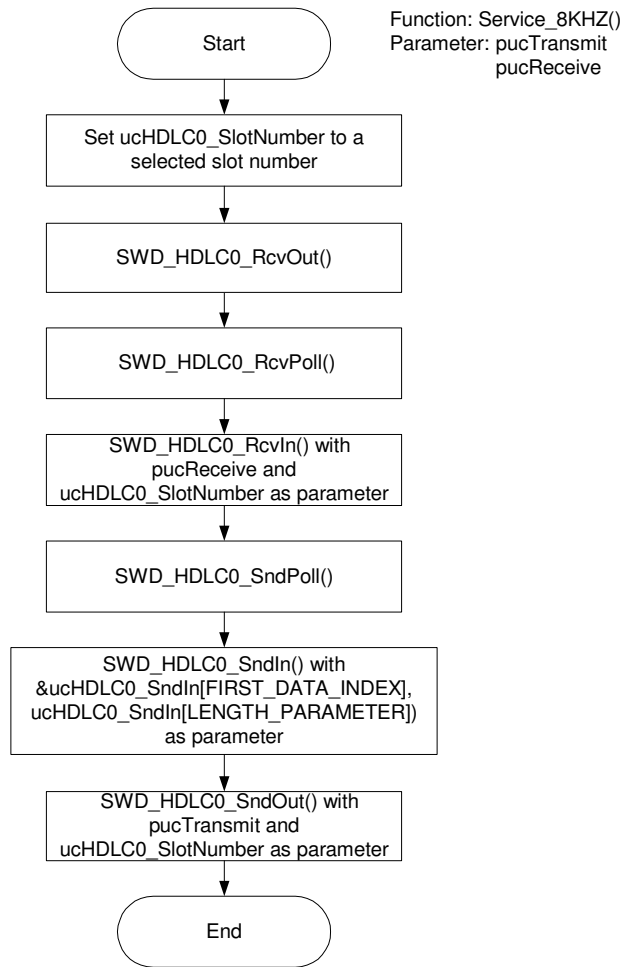 Function: Service_8KHZ()
Parameter: pucTransmit
pucReceive
Start
Set ucHDLC0_SlotNumber to a
selected slot number
SWD_HDLC0_RcvOut()
SWD_HDLC0_RcvPoll()
SWD_HDLC0_RcvIn() with
pucReceive and
ucHDLC0_SlotNumber as parameter
SWD_HDLC0_SndPoll()
SWD_HDLC0_SndIn() with
&ucHDLC0_SndIn[FIRST_DATA_INDEX],
ucHDLC0_SndIn[LENGTH_PARAMETER])
as parameter
SWD_HDLC0_SndOut() with
pucTransmit and
ucHDLC0_SlotNumber as parameter
End